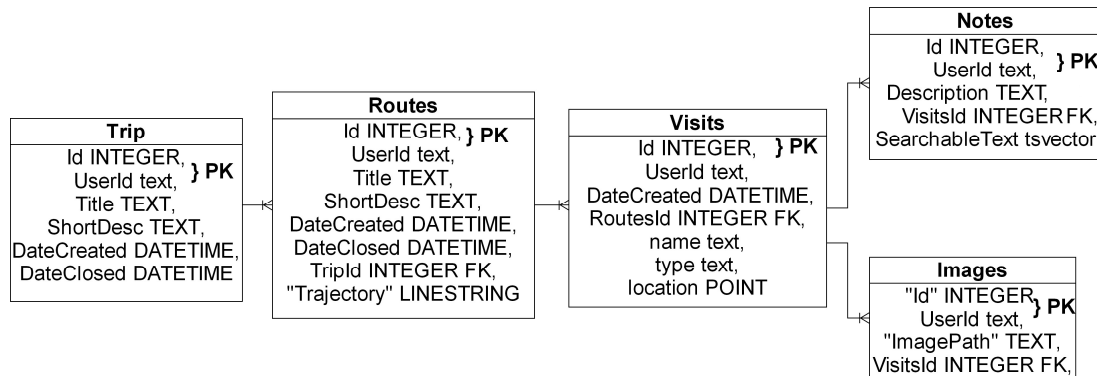 Trip
Id INTEGER,
UserId text,
} PK
Title TEXT,
ShortDesc TEXT,
DateCreated DATETIME,
DateClosed DATETIME
Routes
Id INTEGER,
} PK
UserId text,
Title TEXT,
ShortDesc TEXT,
DateCreated DATETIME,
DateClosed DATETIME,
TripId INTEGER FK,
"Trajectory" LINESTRING
Visits
Id INTEGER,
} PK
UserId text,
DateCreated DATETIME,
RoutesId INTEGER FK,
name text,
type text,
location POINT
Notes
Id INTEGER,
UserId text,
} PK
Description TEXT,
VisitsId INTEGER FK,
SearchableText tsvector
Images
"Id" INTEGER
} PK
UserId text,
"ImagePath" TEXT,
VisitsId INTEGER FK,